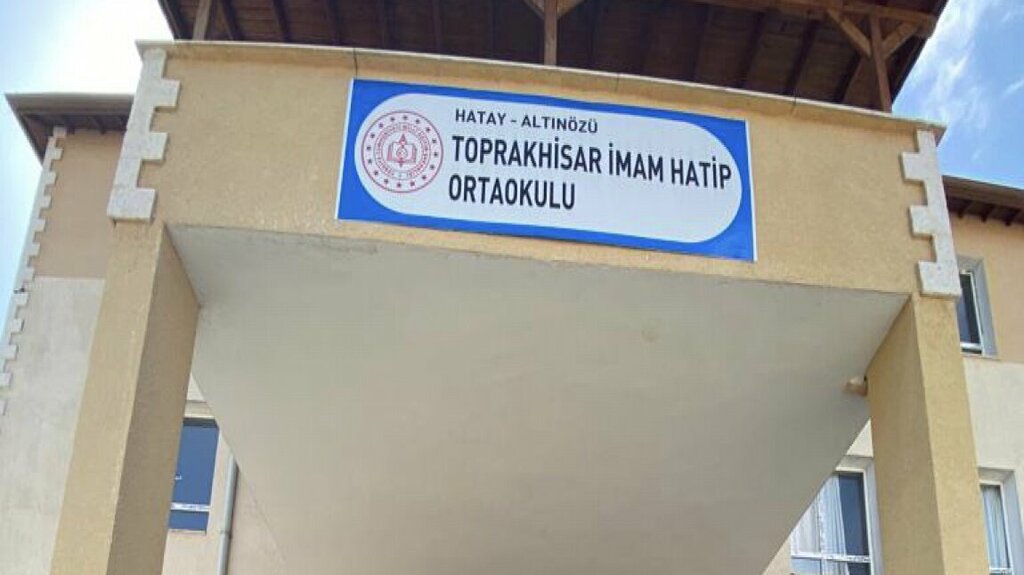 HATAY - ALTINÖZÜ
TOPRAKHİSAR İMAM HATİP
ORTAOKULU